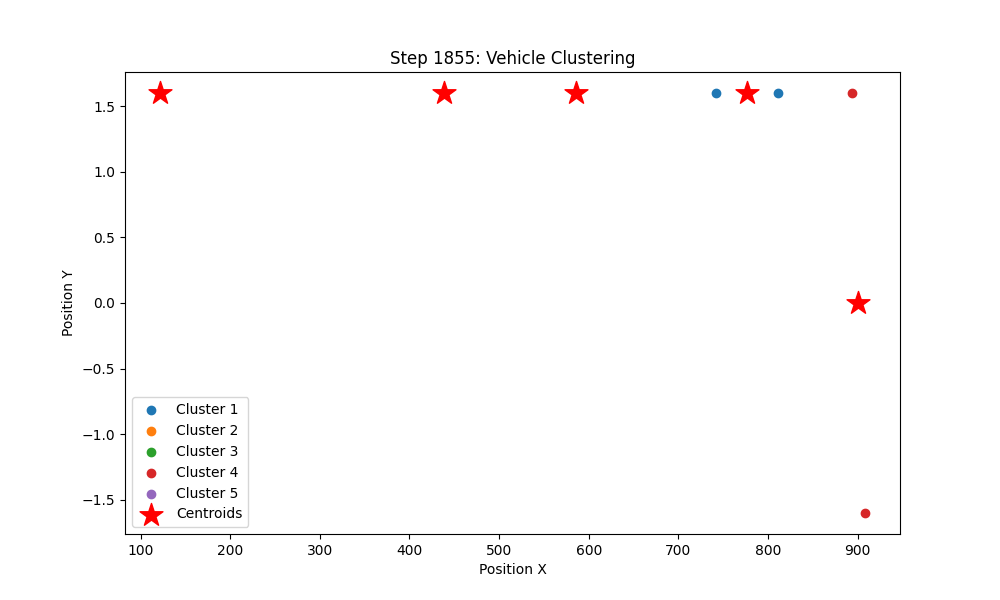 Step 1855: Vehicle Clustering
Position Y
1.5
1.0
0.5
0.0
−0.5
−1.0
−1.5
Cluster 1
Cluster 2
Cluster 3
Cluster 4
Cluster 5
Centroids
100 200 300 400 500 600 700 800 900
Position X